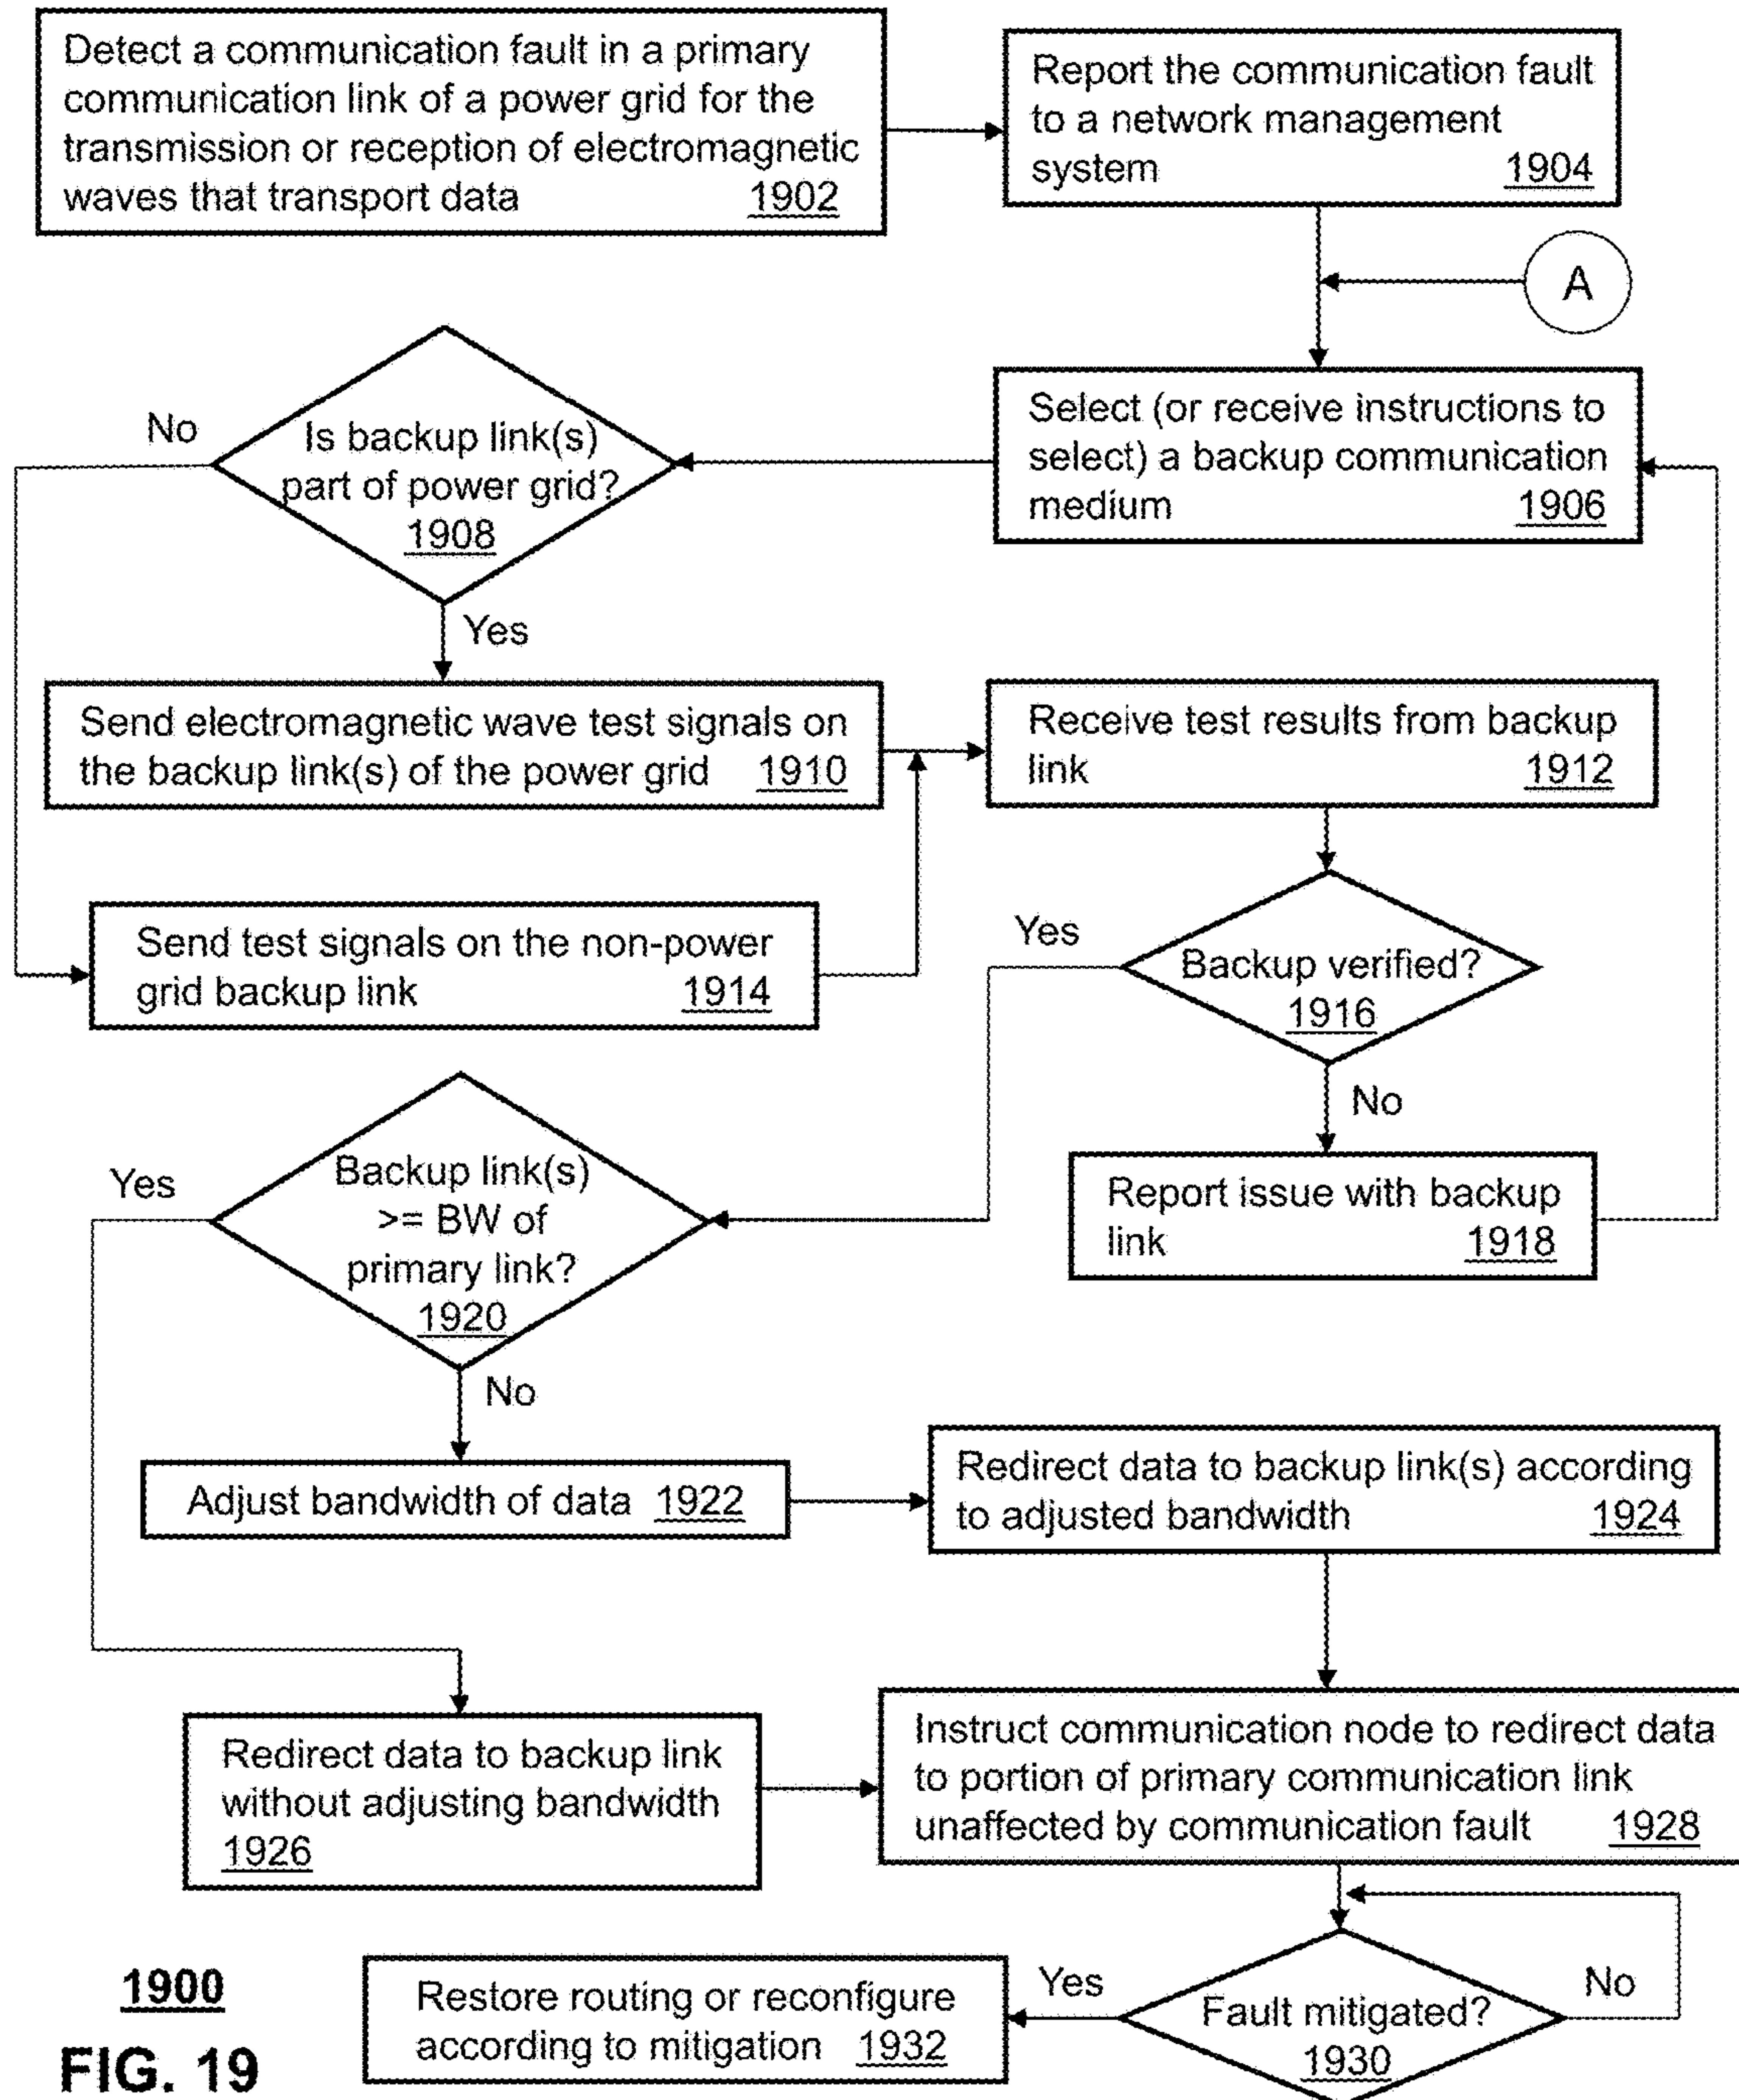 Detect a communication fault in a primary
communication link of a power grid for the
transmission or reception of electromagnetic
waves that transport data 1902
Report the communication fault
to a network management
system 1904
A
Select (or receive instructions to
select) a backup communication
medium 1906
No
Is backup link(s)
part of power grid?
1908
Yes
Send electromagnetic wave test signals on
the backup link(s) of the power grid 1910
Receive test results from backup
link 1912
Send test signals on the non-power
grid backup link 1914
Yes
Backup verified?
1916
No
Report issue with backup
link 1918
Yes
Backup link(s)
>= BW of
primary link?
1920
No
Adjust bandwidth of data 1922
Redirect data to backup link(s) according
to adjusted bandwidth 1924
Redirect data to backup link
without adjusting bandwidth
1926
Instruct communication node to redirect data
to portion of primary communication link
unaffected by communication fault 1928
Fault mitigated?
1930
No
Yes
Restore routing or reconfigure
according to mitigation 1932
1900
FIG. 19